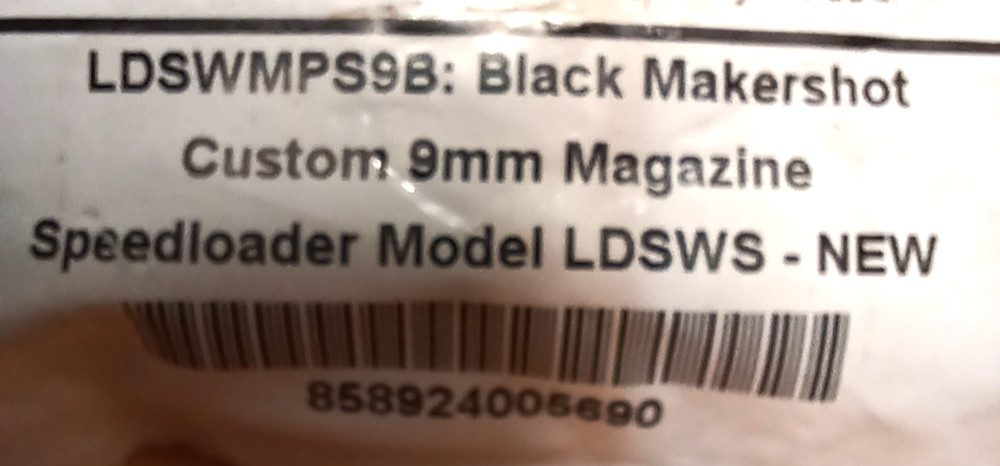 LDSWMPS9B: Black Makershot
Custom 9mm Magazine
Speedloader Model LDSWS - NEW
858924005690